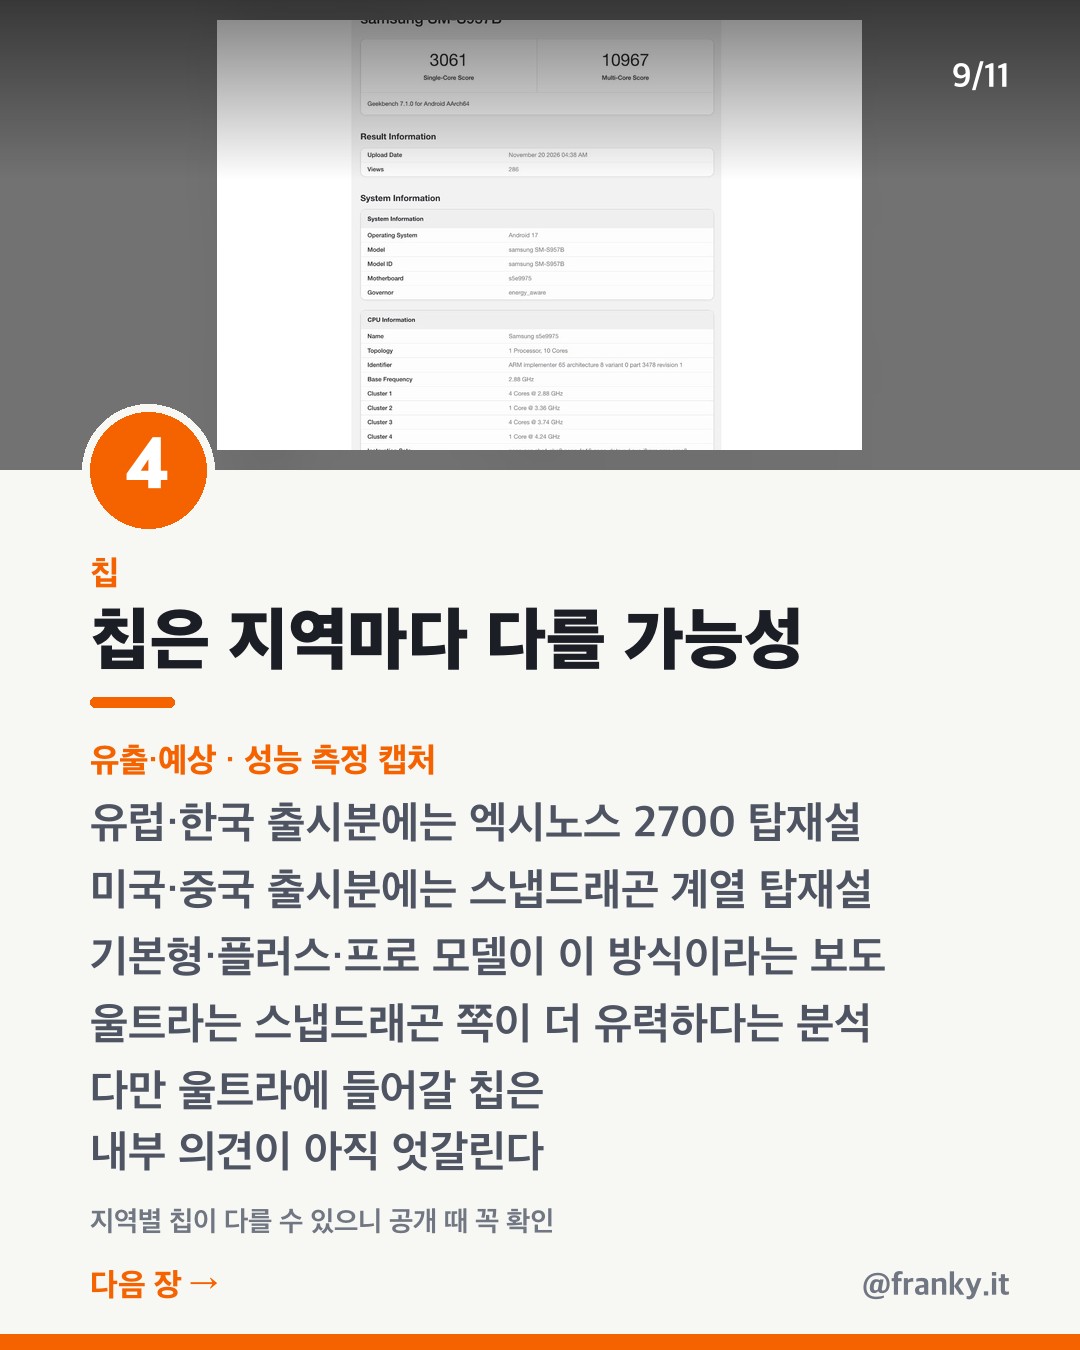 samsung SM-S957B
3061
10967
Single-Core Score
Multi-Core Score
Geekbench 7.1.0 for Android AArch64
9/11
Result Information
Upload Date November 20 2026 04:38 AM
Views 286
System Information
System Information
Operating System Android 17
Model samsung SM-S957B
Model ID samsung SM-S957B
Motherboard s5e9975
Governor energy_aware
CPU Information
Name Samsung s5e9975
Topology 1 Processor, 10 Cores
Identifier ARM implementer 65 architecture 8 variant 0 part 3478 revision 1
Base Frequency 2.88 GHz
Cluster 1 4 Cores @ 2.88 GHz
Cluster 2 1 Core @ 3.36 GHz
Cluster 3 4 Cores @ 3.74 GHz
Cluster 4 1 Core @ 4.24 GHz
4
칩
칩은 지역마다 다를 가능성
유출·예상 · 성능 측정 캡처
유럽·한국 출시분에는 엑시노스 2700 탑재설
미국·중국 출시분에는 스냅드래곤 계열 탑재설
기본형·플러스·프로 모델이 이 방식이라는 보도
울트라는 스냅드래곤 쪽이 더 유력하다는 분석
다만 울트라에 들어갈 칩은
내부 의견이 아직 엇갈린다
지역별 칩이 다를 수 있으니 공개 때 꼭 확인
다음 장 →
@franky.it